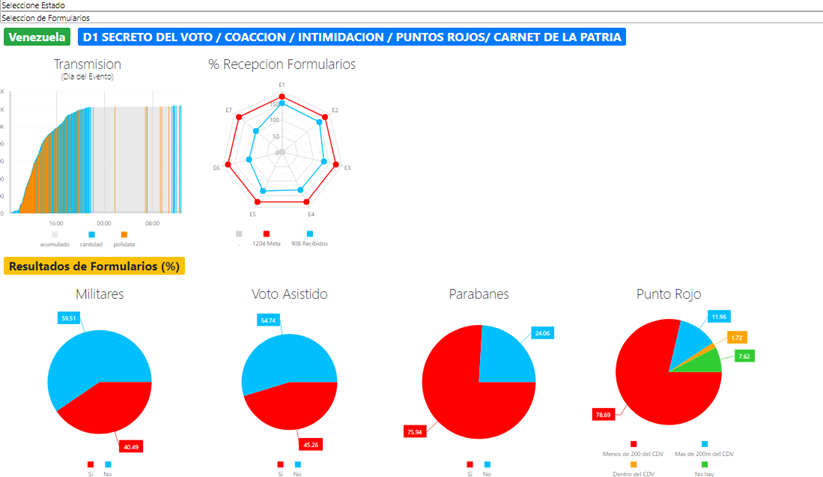 Seleccione Estado
Seleccion de Formularios
Venezuela D1 SECRETO DEL VOTO / COACCION / INTIMIDACION / PUNTOS ROJOS/ CARNET DE LA PATRIA
Transmision
(Dia del Evento)
% Recepcion Formularios
E1
E2
E3
E4
E5
E6
E7
150
100
50
0
16:00 00:00 08:00
acumulado cantidad polidata
. 1204 Meta 908 Recibidos
Resultados de Formularios (%)
Militares
59.51
40.49
Si No
Voto Asistido
54.74
45.26
Si No
Parabanes
24.06
75.94
Si No
Punto Rojo
11.96
1.72
7.62
78.69
Menos de 200 del CDV Mas de 200m del CDV
Dentro del CDV No hay